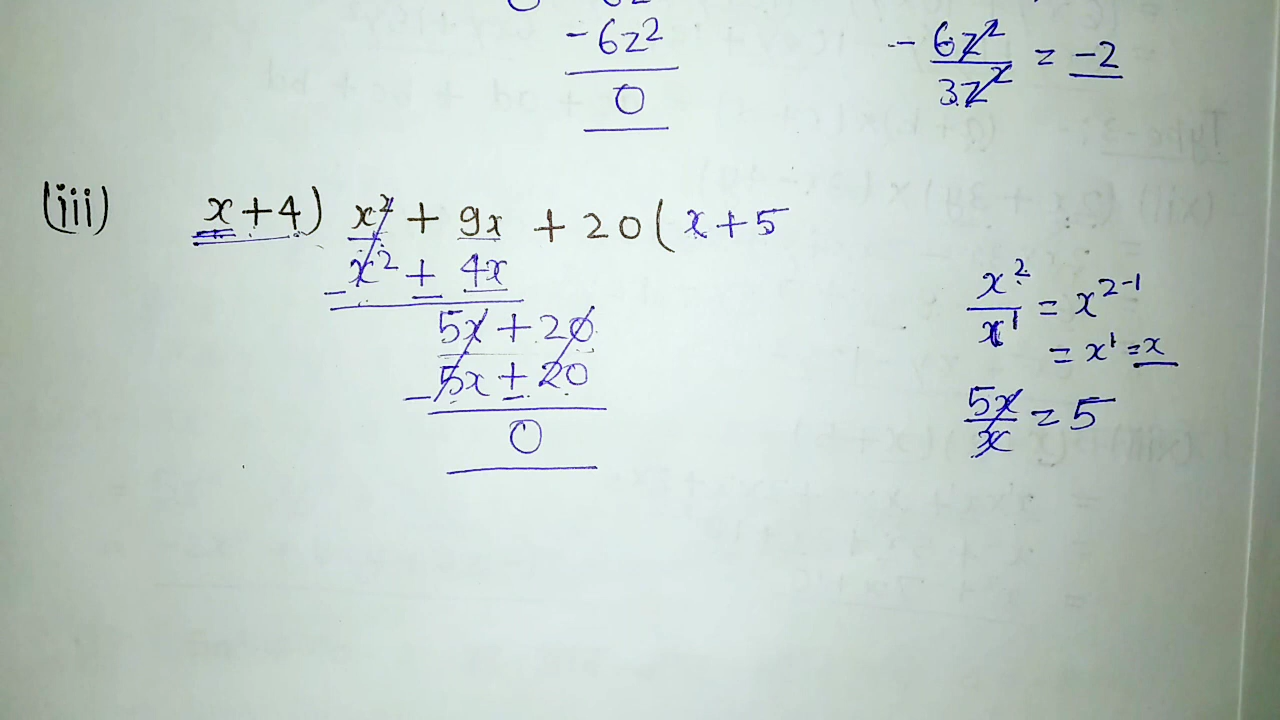 - 6z²
0
- 6z² / 3z² = -2
(iii) x + 4) x² + 9x + 20 ( x + 5
- x² + 4x
5x + 20
- 5x + 20
0
x² / x¹ = x²⁻¹
= x¹ = x
5x / x = 5